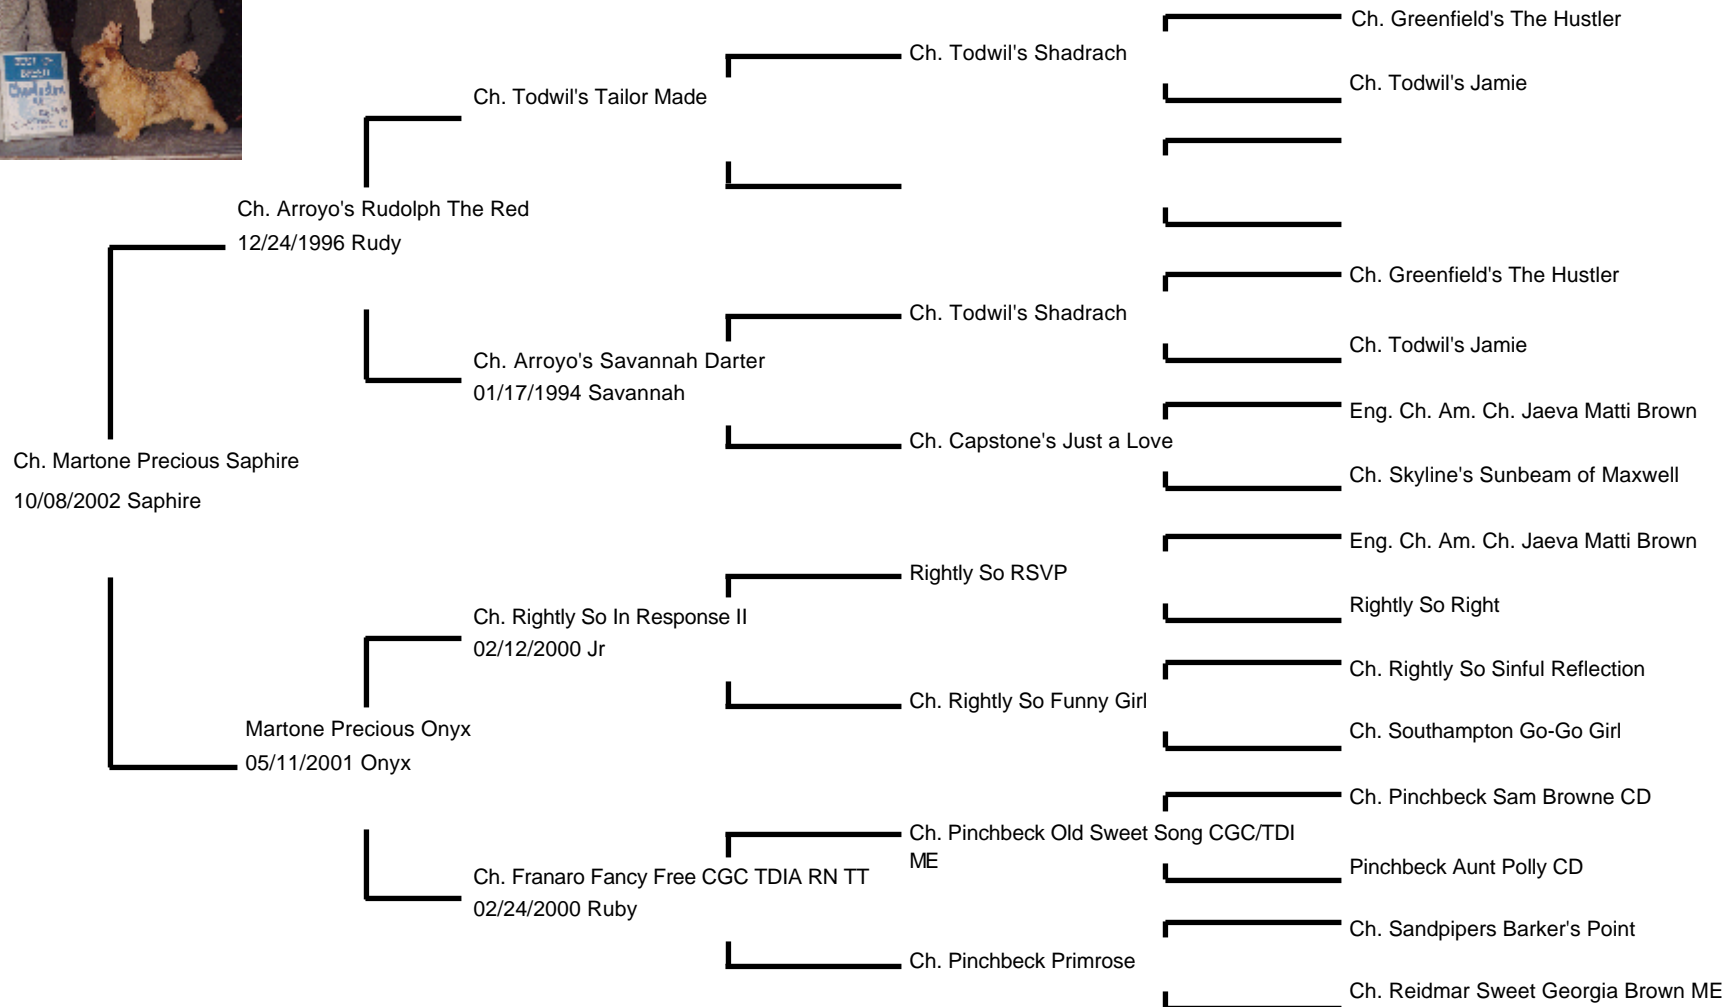 BEST OF
BREED
Ch. Greenfield's The Hustler
Ch. Todwil's Shadrach
Ch. Todwil's Jamie
Ch. Todwil's Tailor Made
Ch. Arroyo's Rudolph The Red
12/24/1996 Rudy
Ch. Greenfield's The Hustler
Ch. Todwil's Shadrach
Ch. Todwil's Jamie
Ch. Arroyo's Savannah Darter
01/17/1994 Savannah
Eng. Ch. Am. Ch. Jaeva Matti Brown
Ch. Capstone's Just a Love
Ch. Skyline's Sunbeam of Maxwell
Ch. Martone Precious Saphire
10/08/2002 Saphire
Eng. Ch. Am. Ch. Jaeva Matti Brown
Rightly So RSVP
Rightly So Right
Ch. Rightly So In Response II
02/12/2000 Jr
Ch. Rightly So Sinful Reflection
Ch. Rightly So Funny Girl
Ch. Southampton Go-Go Girl
Martone Precious Onyx
05/11/2001 Onyx
Ch. Pinchbeck Sam Browne CD
Ch. Pinchbeck Old Sweet Song CGC/TDI
ME
Pinchbeck Aunt Polly CD
Ch. Franaro Fancy Free CGC TDIA RN TT
02/24/2000 Ruby
Ch. Sandpipers Barker's Point
Ch. Pinchbeck Primrose
Ch. Reidmar Sweet Georgia Brown ME